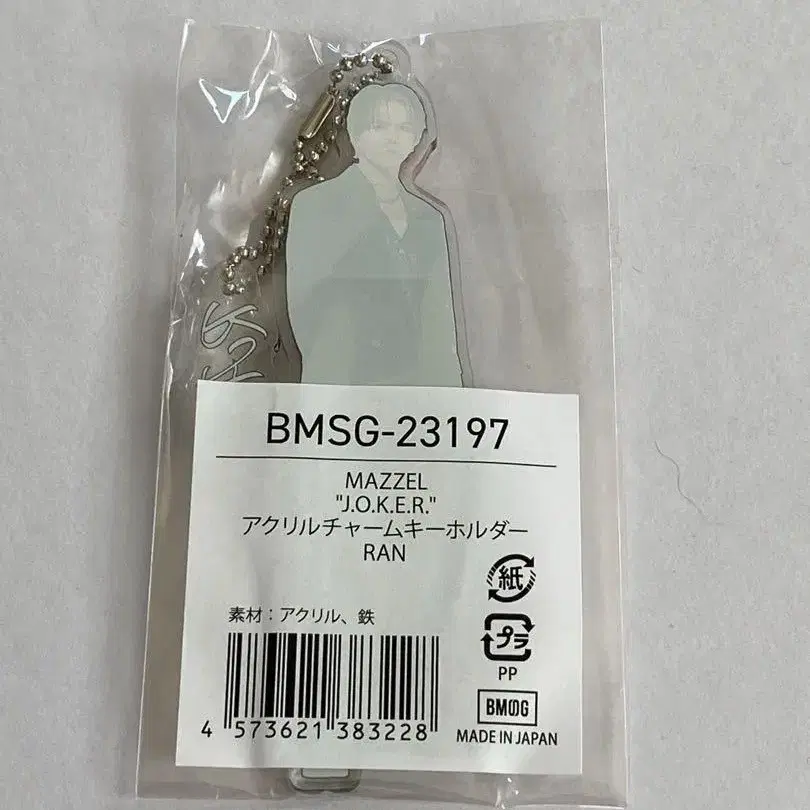 BMSG-23197
MAZZEL
"J.O.K.E.R."
アクリルチャームキーホルダー
RAN
紙
素材：アクリル、鉄
プラ
PP
BMSG
4 573621 383228
MADE IN JAPAN